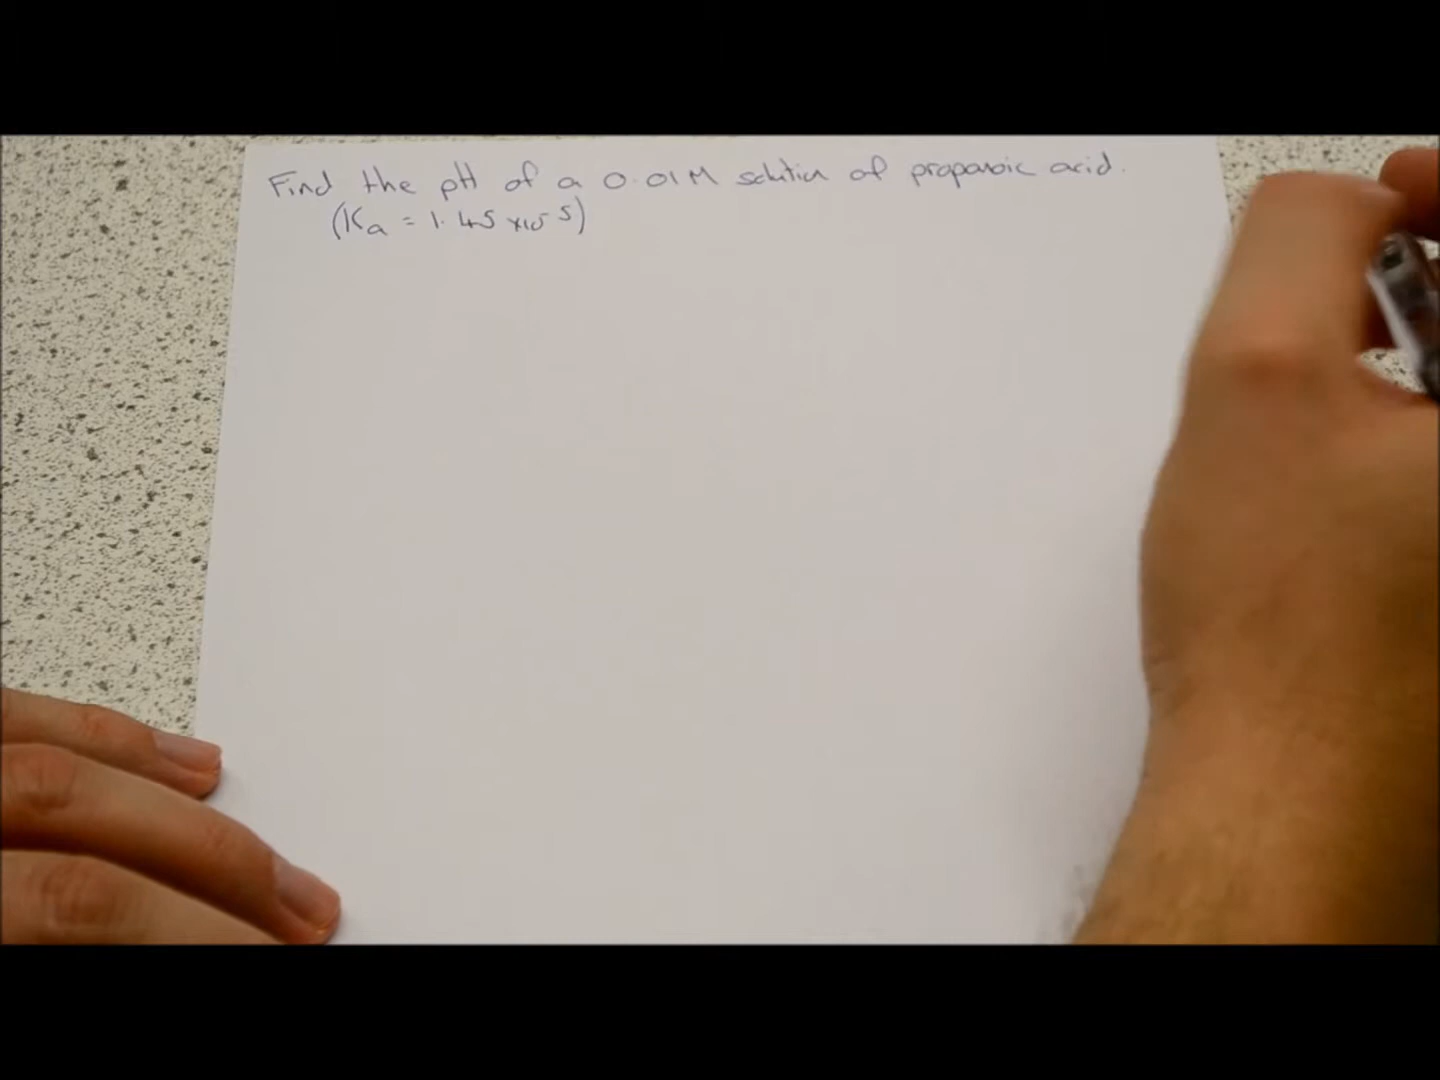 Find the pH of a 0.01M solution of propanoic acid.
(Ka = 1.45 x10⁻⁵)